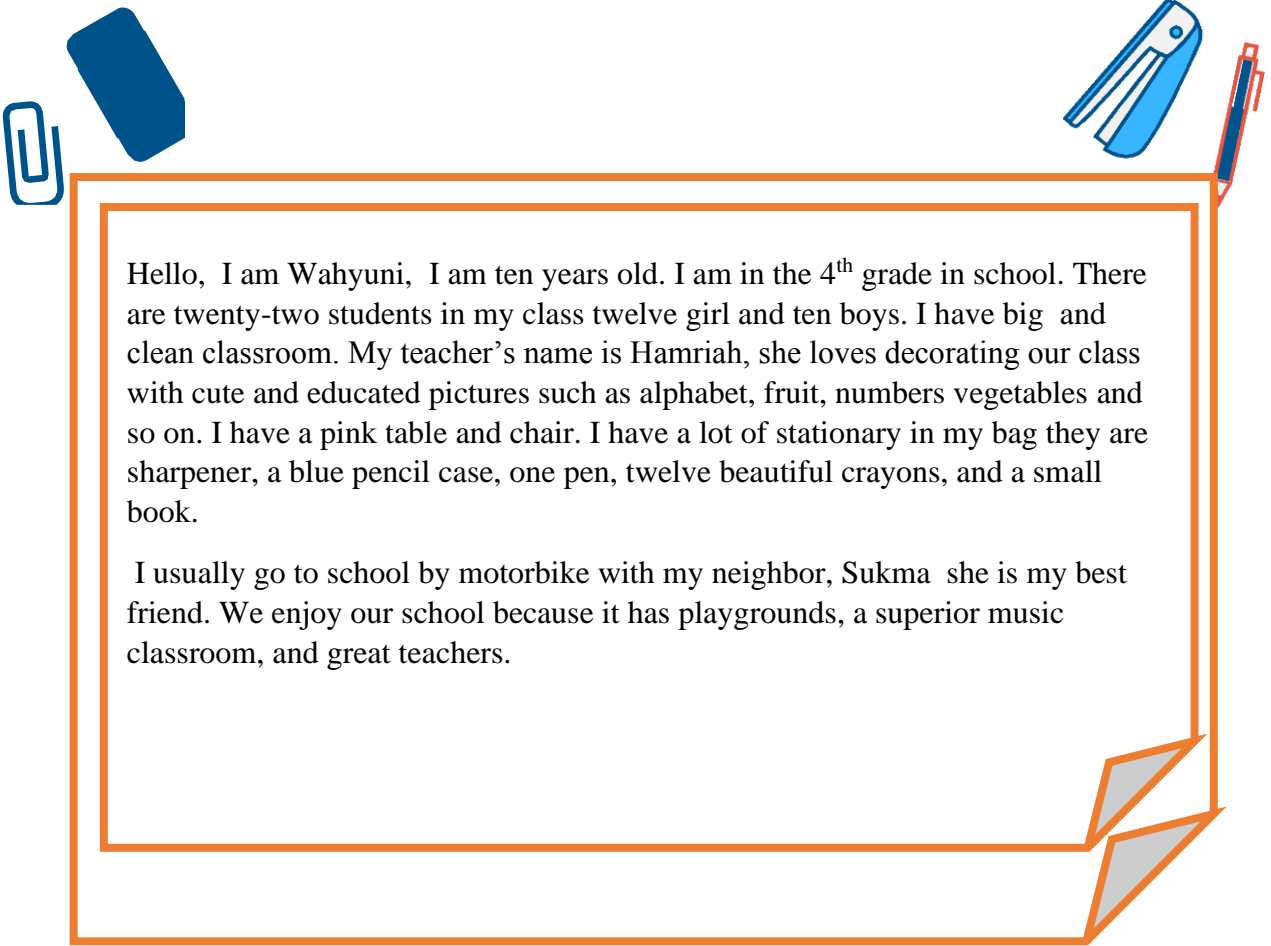 Hello,  I am Wahyuni,  I am ten years old. I am in the 4th grade in school. There
are twenty-two students in my class twelve girl and ten boys. I have big  and
clean classroom. My teacher’s name is Hamriah, she loves decorating our class
with cute and educated pictures such as alphabet, fruit, numbers vegetables and
so on. I have a pink table and chair. I have a lot of stationary in my bag they are
sharpener, a blue pencil case, one pen, twelve beautiful crayons, and a small
book.
I usually go to school by motorbike with my neighbor, Sukma  she is my best
friend. We enjoy our school because it has playgrounds, a superior music
classroom, and great teachers.